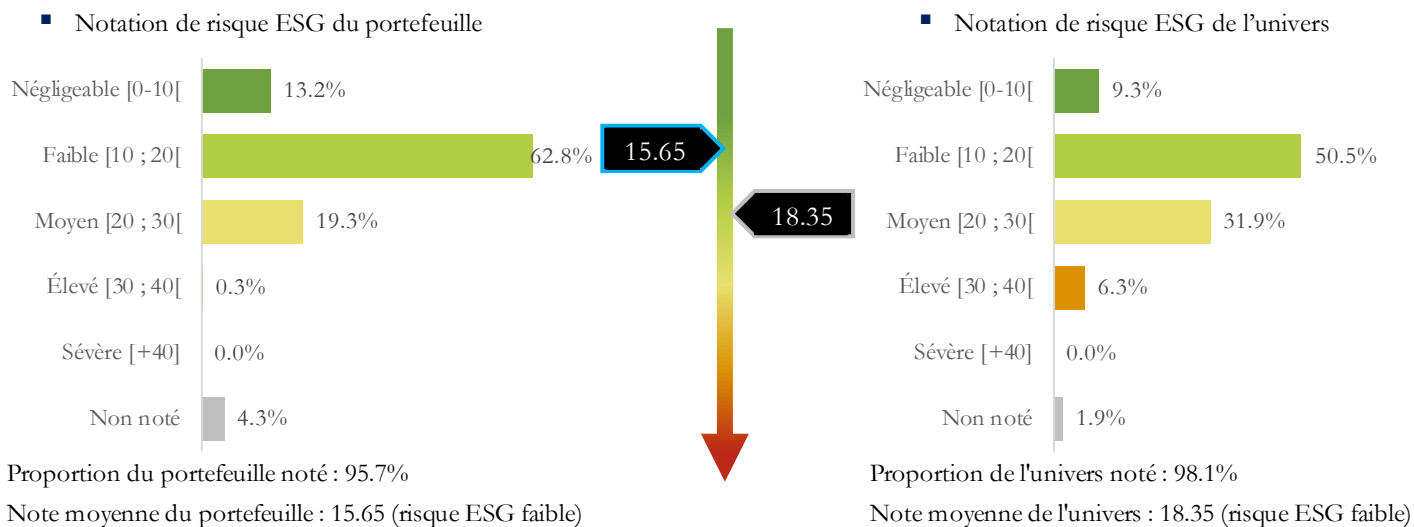 ▪ Notation de risque ESG du portefeuille
Négligeable [0-10[ 13.2%
Faible [10 ; 20[ 62.8%
Moyen [20 ; 30[ 19.3%
Élevé [30 ; 40[ 0.3%
Sévère [+40] 0.0%
Non noté 4.3%
Proportion du portefeuille noté : 95.7%
Note moyenne du portefeuille : 15.65 (risque ESG faible)
15.65
18.35
▪ Notation de risque ESG de l’univers
Négligeable [0-10[ 9.3%
Faible [10 ; 20[ 50.5%
Moyen [20 ; 30[ 31.9%
Élevé [30 ; 40[ 6.3%
Sévère [+40] 0.0%
Non noté 1.9%
Proportion de l'univers noté : 98.1%
Note moyenne de l'univers : 18.35 (risque ESG faible)